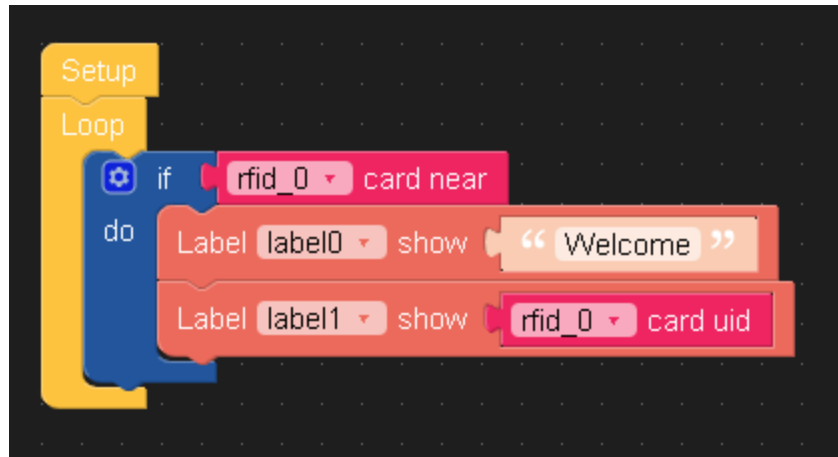 Setup
Loop
if rfid_0 card near
do
Label label0 show “ Welcome ”
Label label1 show rfid_0 card uid